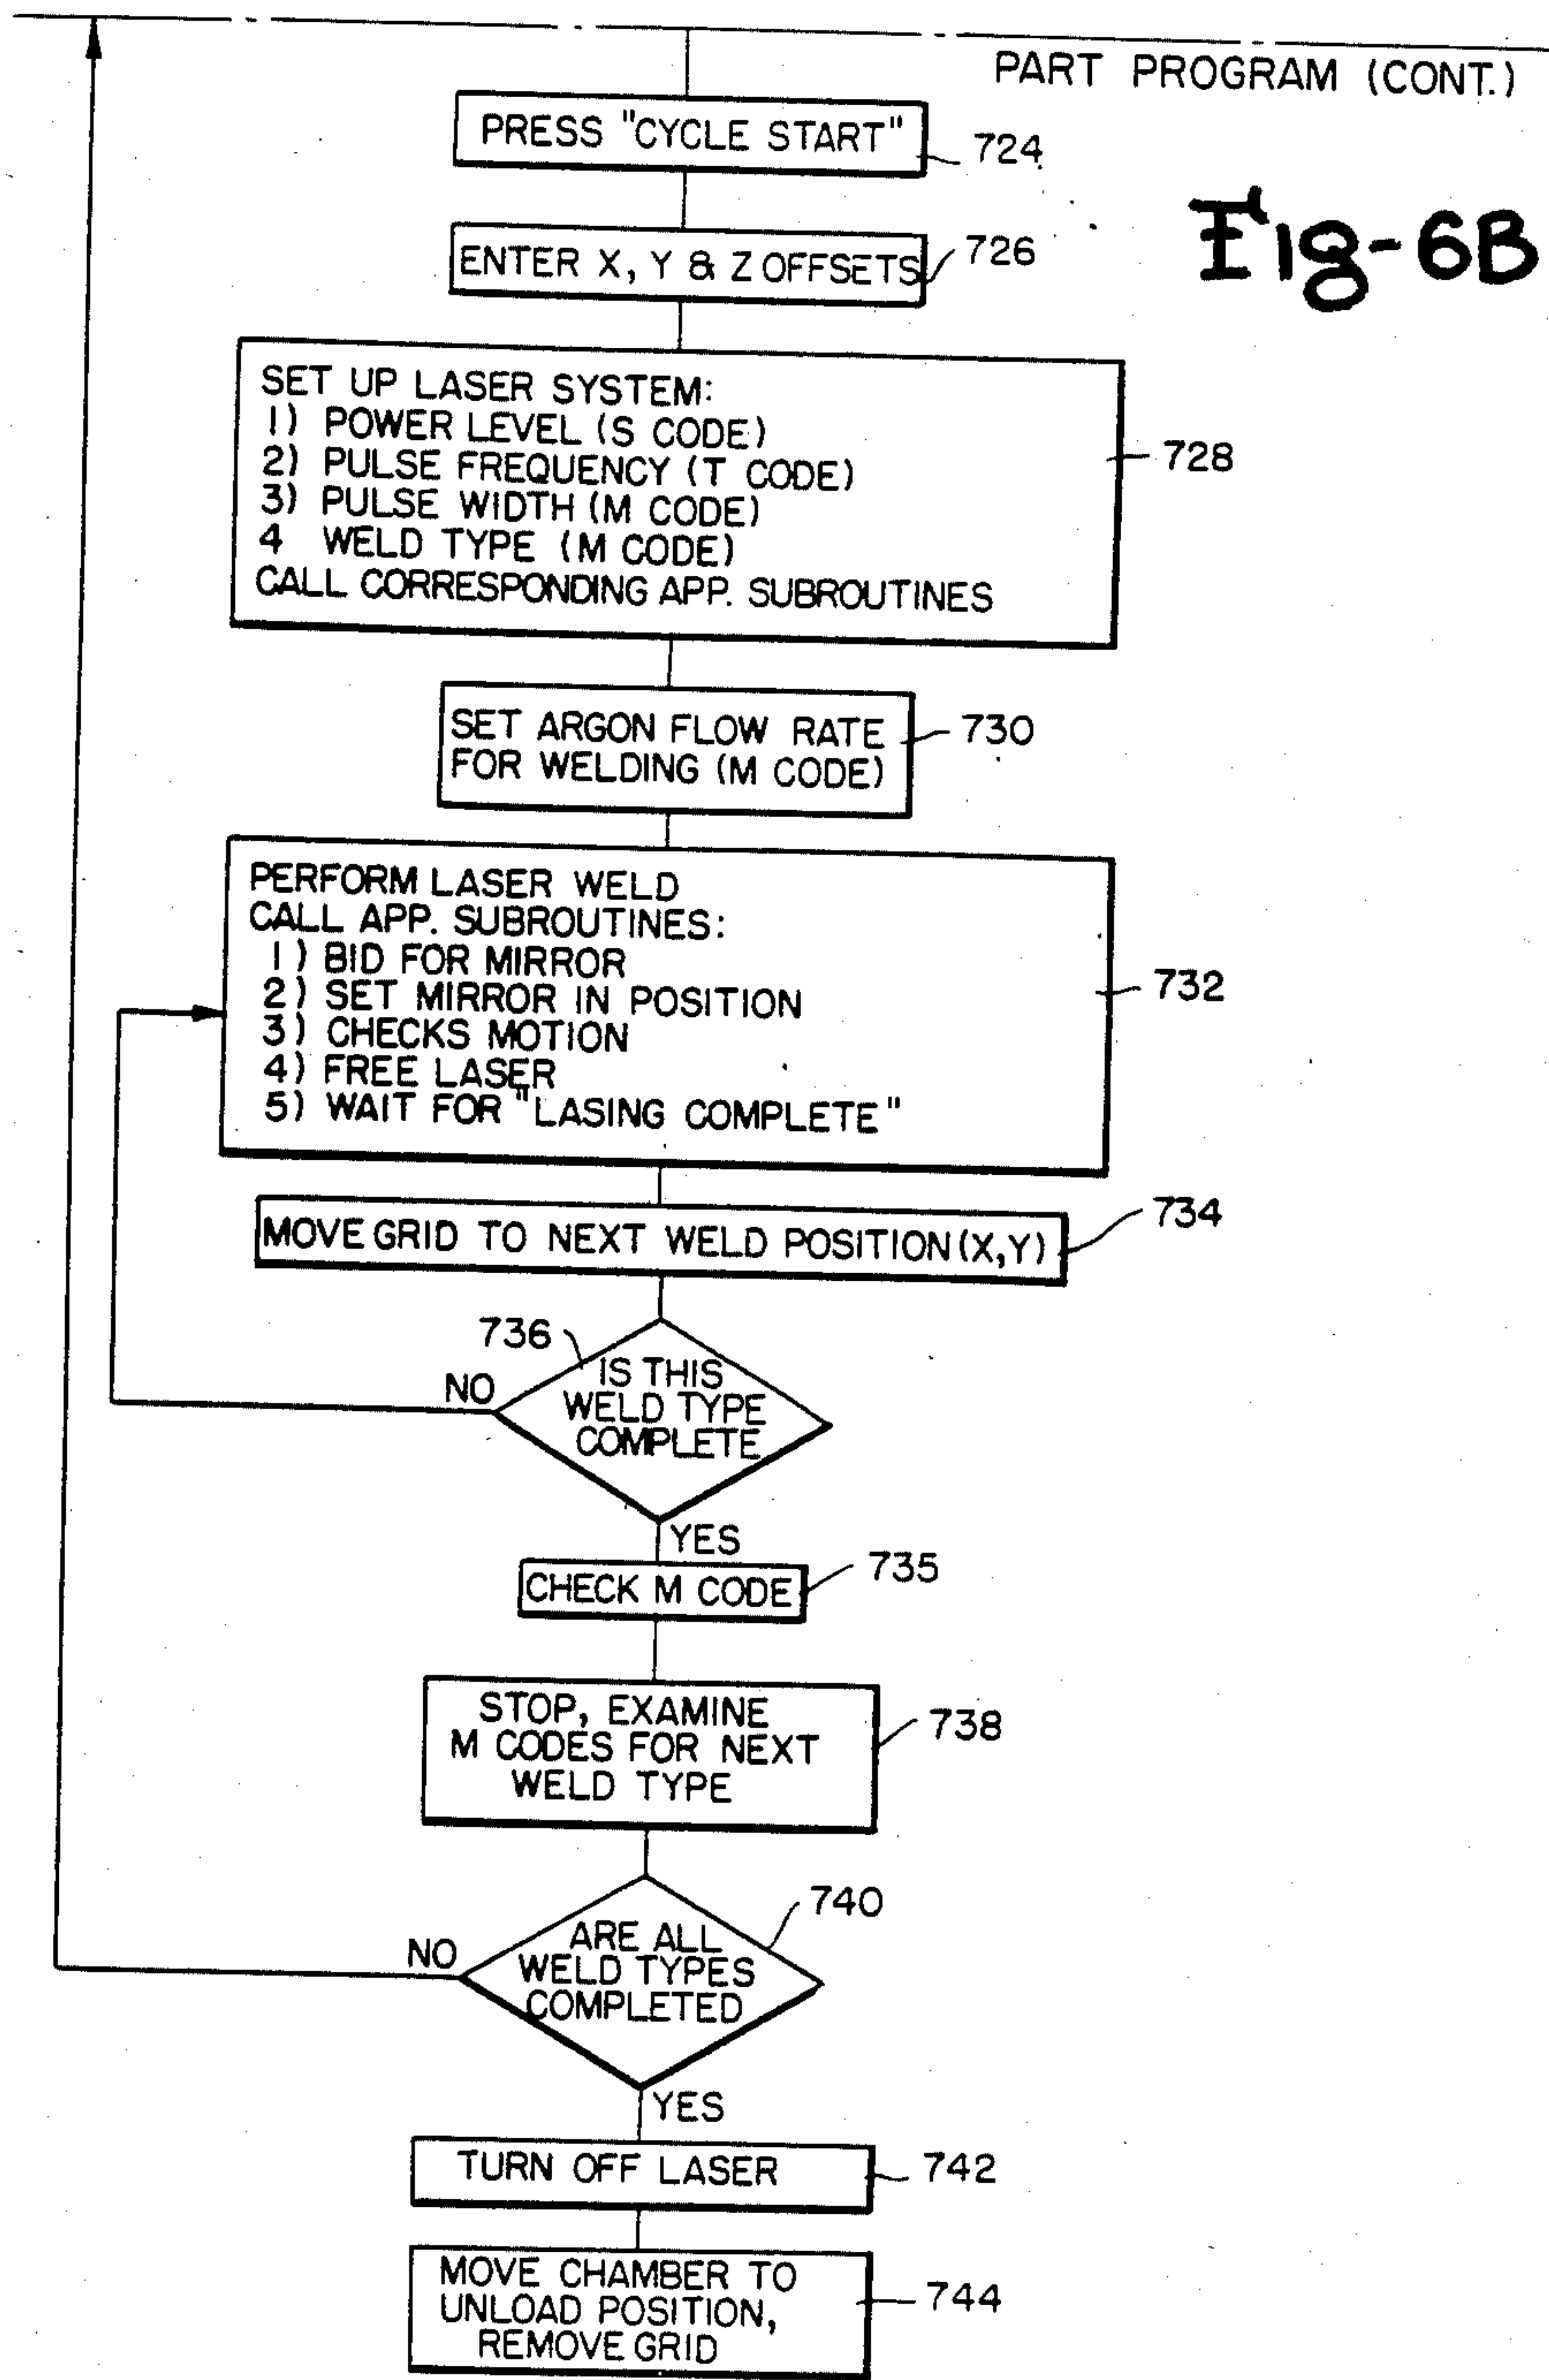 PART PROGRAM (CONT.)
PRESS "CYCLE START"
724
Fig-6B
ENTER X, Y & Z OFFSETS
726
SET UP LASER SYSTEM:
1) POWER LEVEL (S CODE)
2) PULSE FREQUENCY (T CODE)
3) PULSE WIDTH (M CODE)
4 WELD TYPE (M CODE)
CALL CORRESPONDING APP. SUBROUTINES
728
SET ARGON FLOW RATE
FOR WELDING (M CODE)
730
PERFORM LASER WELD
CALL APP. SUBROUTINES:
1) BID FOR MIRROR
2) SET MIRROR IN POSITION
3) CHECKS MOTION
4) FREE LASER
5) WAIT FOR "LASING COMPLETE"
732
MOVE GRID TO NEXT WELD POSITION (X,Y)
734
736
IS THIS
WELD TYPE
COMPLETE
NO
YES
CHECK M CODE
735
STOP, EXAMINE
M CODES FOR NEXT
WELD TYPE
738
740
ARE ALL
WELD TYPES
COMPLETED
NO
YES
TURN OFF LASER
742
MOVE CHAMBER TO
UNLOAD POSITION,
REMOVE GRID
744